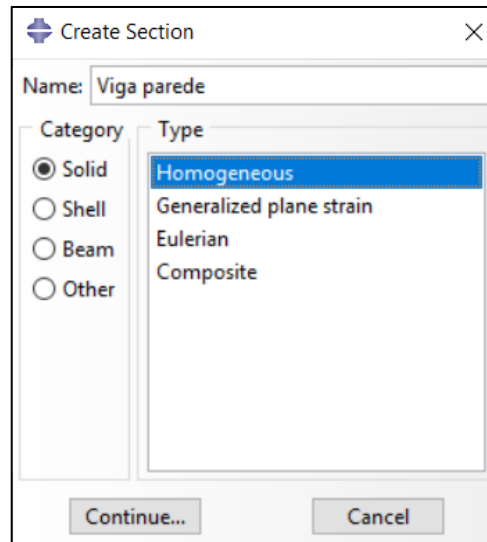 Create Section
Name: Viga parede
Category Type
Solid Homogeneous
Shell Generalized plane strain
Beam Eulerian
Other Composite
Continue... Cancel